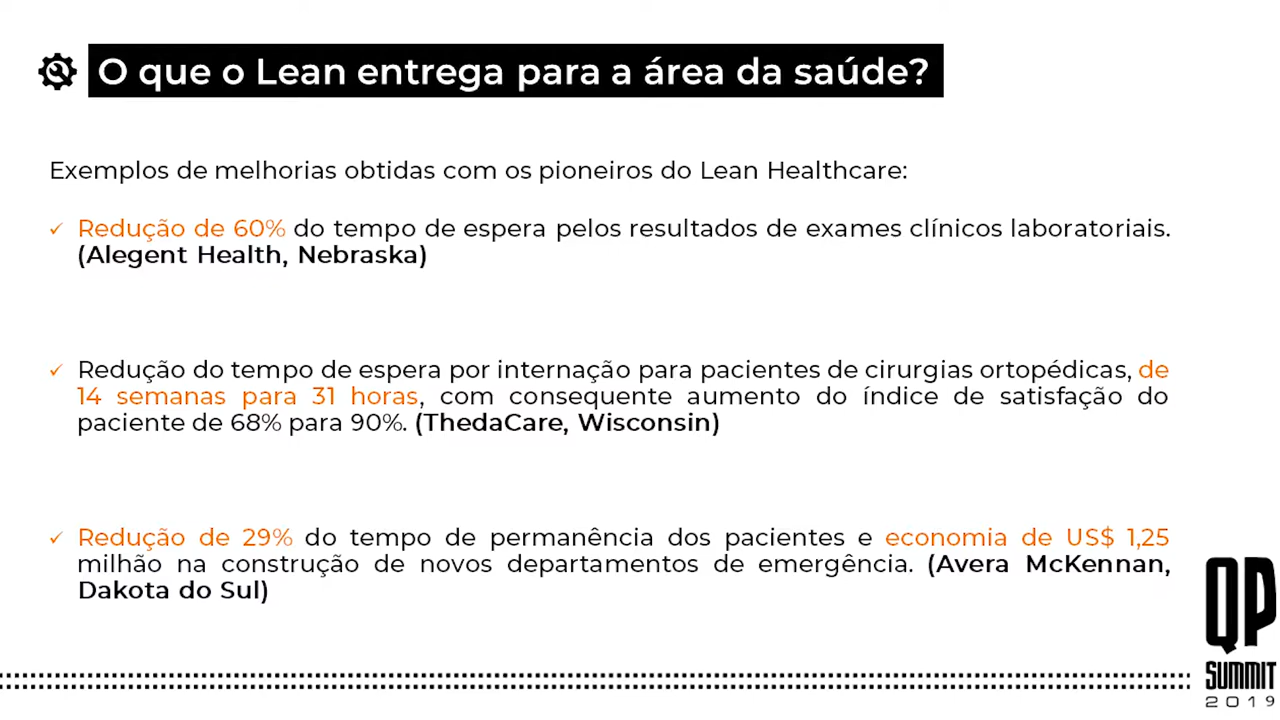 O que o Lean entrega para a área da saúde?
Exemplos de melhorias obtidas com os pioneiros do Lean Healthcare:
✓ Redução de 60% do tempo de espera pelos resultados de exames clínicos laboratoriais.
(Alegent Health, Nebraska)
✓ Redução do tempo de espera por internação para pacientes de cirurgias ortopédicas, de
14 semanas para 31 horas, com consequente aumento do índice de satisfação do
paciente de 68% para 90%. (ThedaCare, Wisconsin)
✓ Redução de 29% do tempo de permanência dos pacientes e economia de US$ 1,25
milhão na construção de novos departamentos de emergência. (Avera McKennan,
Dakota do Sul)
QP
SUMMIT
2019